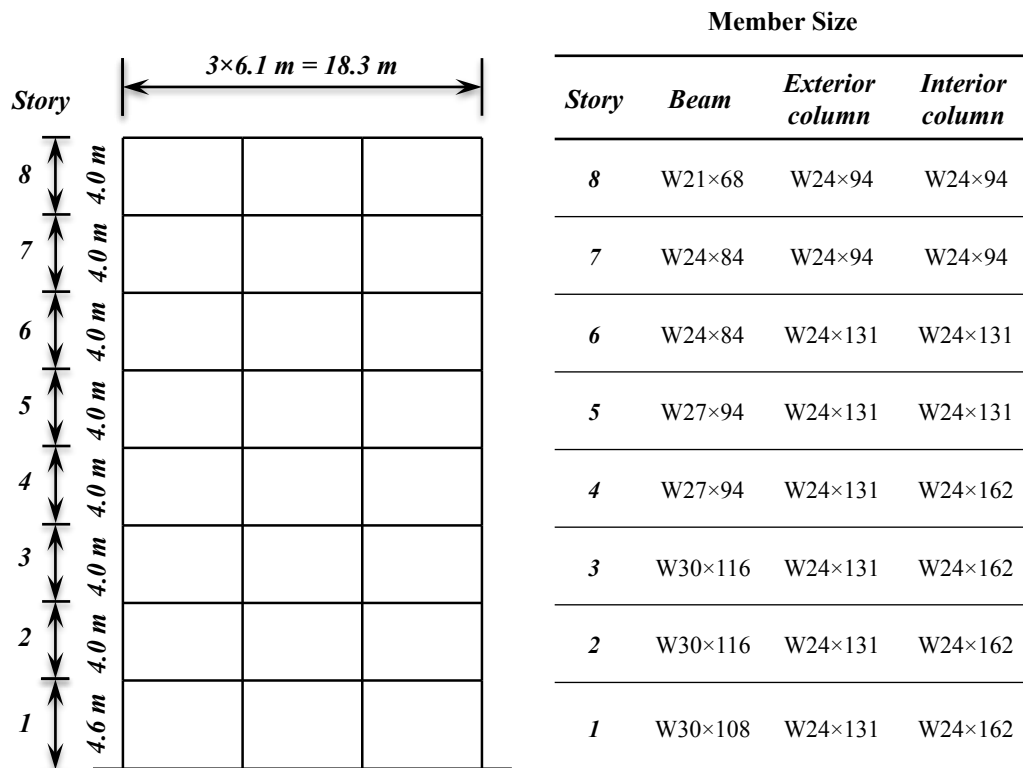 Member Size
3×6.1 m = 18.3 m
Story
8
4.0 m
7
4.0 m
6
4.0 m
5
4.0 m
4
4.0 m
3
4.0 m
2
4.0 m
1
4.6 m
Story Beam Exterior column Interior column
8 W21×68 W24×94 W24×94
7 W24×84 W24×94 W24×94
6 W24×84 W24×131 W24×131
5 W27×94 W24×131 W24×131
4 W27×94 W24×131 W24×162
3 W30×116 W24×131 W24×162
2 W30×116 W24×131 W24×162
1 W30×108 W24×131 W24×162